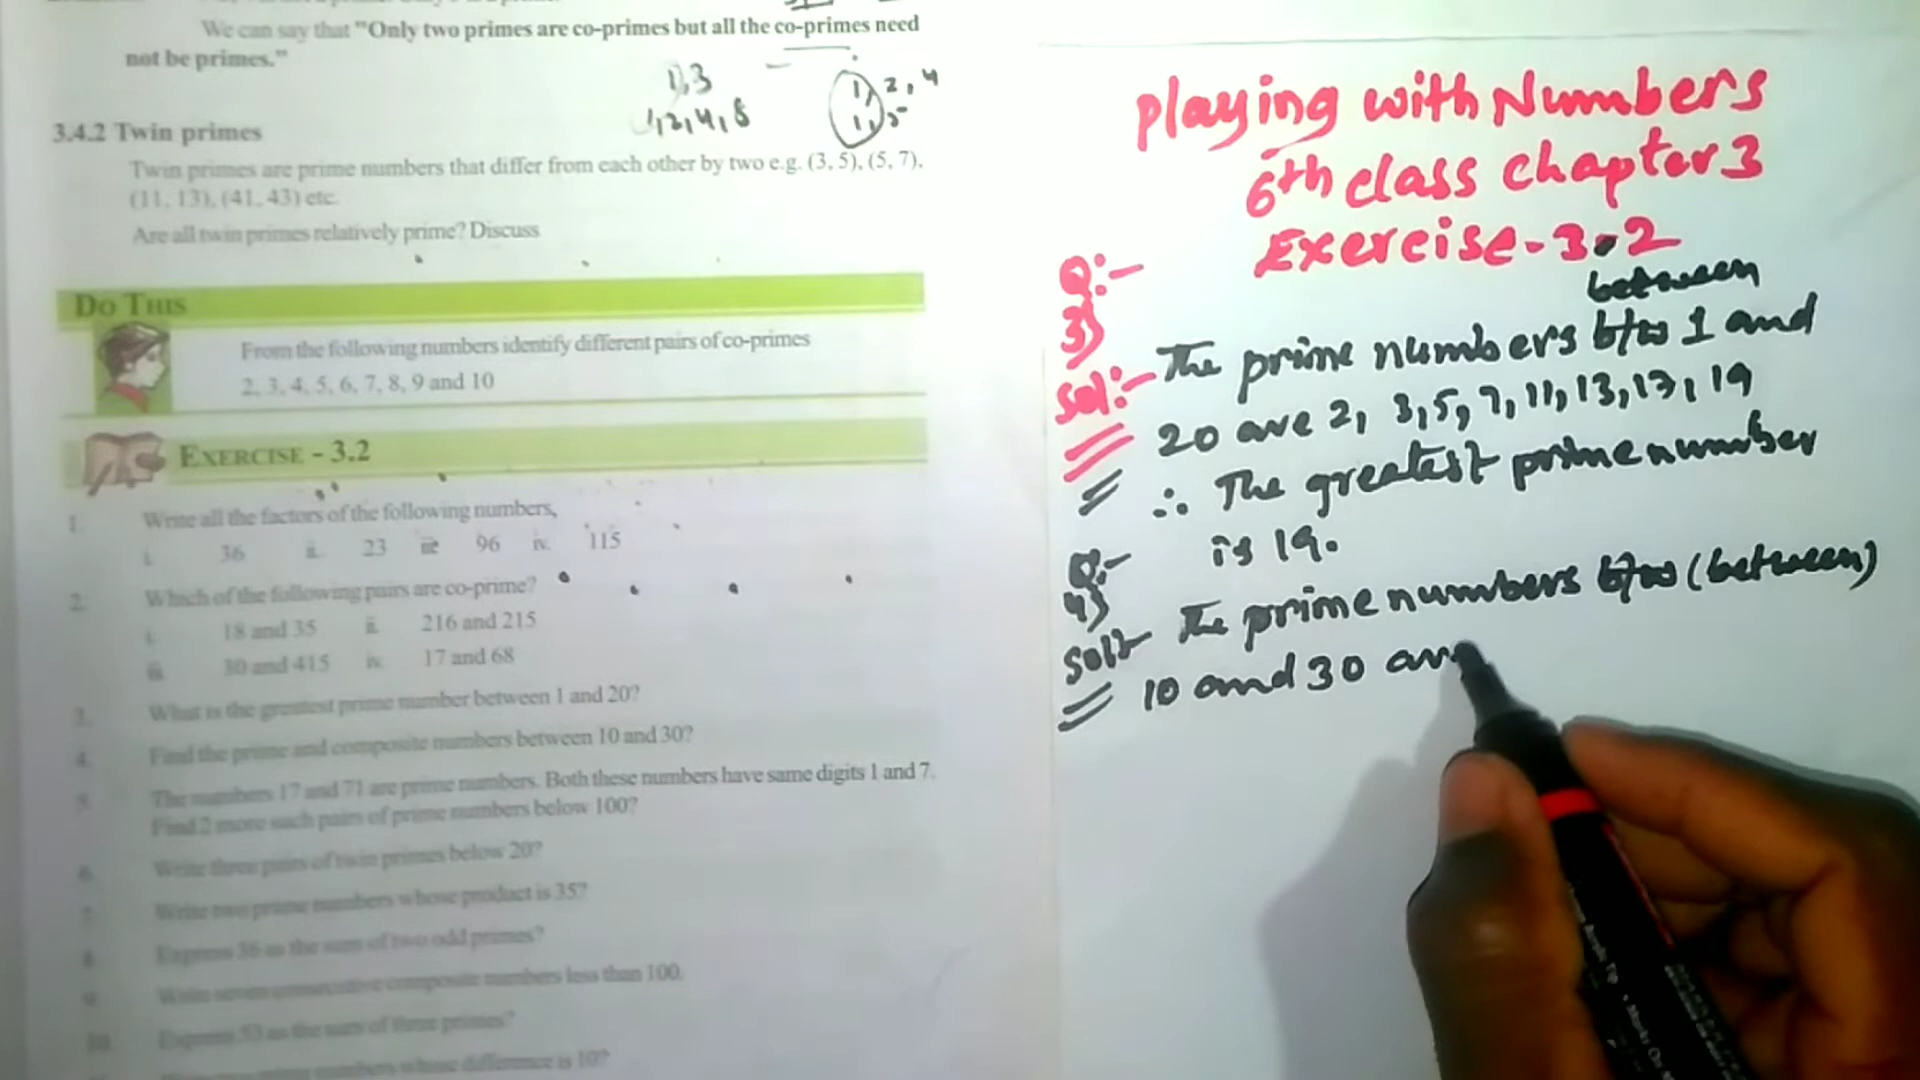 We can say that "Only two primes are co-primes but all the co-primes need
not be primes."
1,3
1,2,4,8
1, 2, 4
1,
3.4.2 Twin primes
Twin primes are prime numbers that differ from each other by two e.g. (3, 5), (5, 7),
(11, 13), (41, 43) etc.
Are all twin primes relatively prime? Discuss
DO THIS
From the following numbers identify different pairs of co-primes
2, 3, 4, 5, 6, 7, 8, 9 and 10
EXERCISE - 3.2
1. Write all the factors of the following numbers,
i. 36 ii. 23 iii 96 iv. 115
2. Which of the following pairs are co-prime?
i. 18 and 35 ii. 216 and 215
iii. 30 and 415 iv. 17 and 68
3. What is the greatest prime number between 1 and 20?
4. Find the prime and composite numbers between 10 and 30?
5. The numbers 17 and 71 are prime numbers. Both these numbers have same digits 1 and 7.
Find 2 more such pairs of prime numbers below 100?
6. Write three pairs of twin primes below 20?
7. Write two prime numbers whose product is 35?
8. Express 36 as the sum of two odd primes?
9. Write seven consecutive composite numbers less than 100.
10. Express 53 as the sum of three primes?
prime numbers whose difference is 10?
Playing with Numbers
6th class chapter 3
Exercise-3.2
Q:-
3)
between
Sol:- The prime numbers b/w 1 and
20 are 2, 3, 5, 7, 11, 13, 17, 19
∴ The greatest prime number
is 19.
Q:-
4)
Sol:- The prime numbers b/w (between)
10 and 30 are